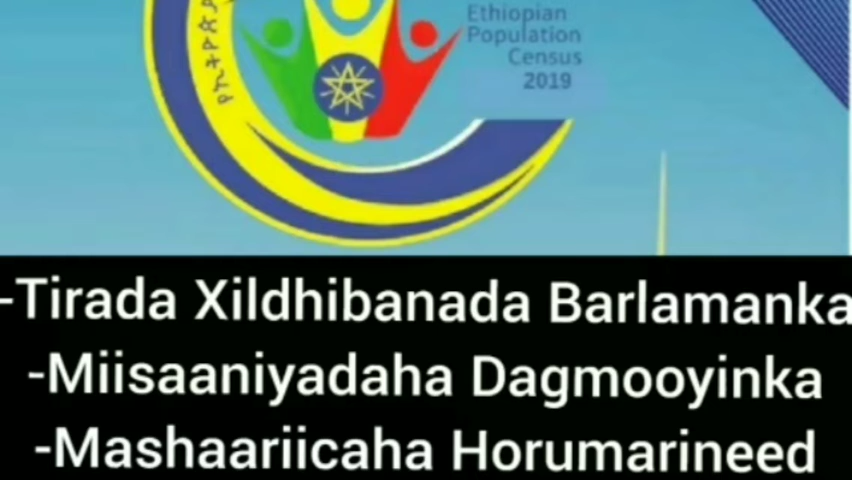 Ethiopian
Population
Census
2019
-Tirada Xildhibanada Barlamanka
-Miisaaniyadaha Dagmooyinka
-Mashaariicaha Horumarineed